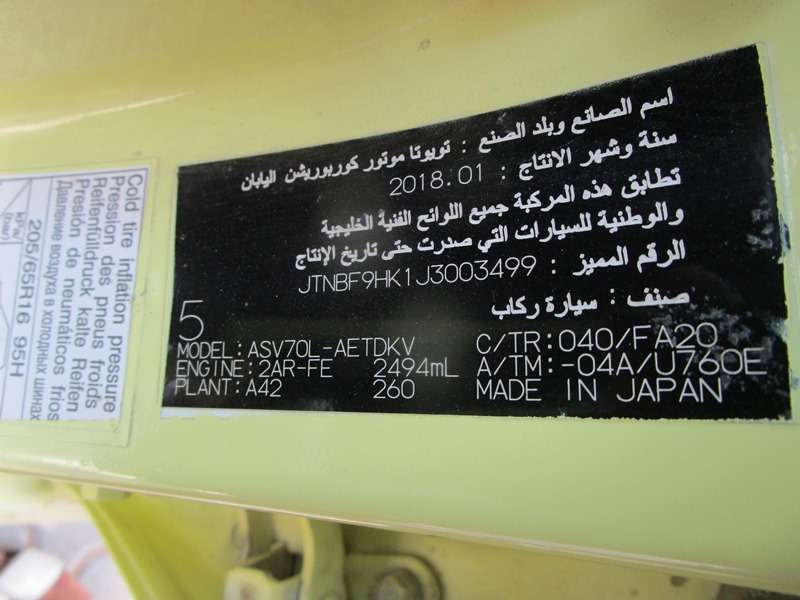 اسم الصانع وبلد الصنع : تويوتا موتور كوربوريشن اليابان
سنة وشهر الانتاج : 2018.01
تطابق هذه المركبة جميع اللوائح الفنية الخليجية
والوطنية للسيارات التي صدرت حتى تاريخ الإنتاج
الرقم المميز : JTNBF9HK1J3003499
صنف : سيارة ركاب
5
MODEL: ASV70L-AETDKV C/TR: 040/FA20
ENGINE: 2AR-FE 2494mL A/TM: -04A/U760E
PLANT: A42 260 MADE IN JAPAN
Cold tire inflation pressure
Pression des pneus froids
Reifenfülldruck kalte Reifen
Presión de neumáticos fríos
Давление воздуха в холодных шинах
kPa (bar)
205/65R16 95H